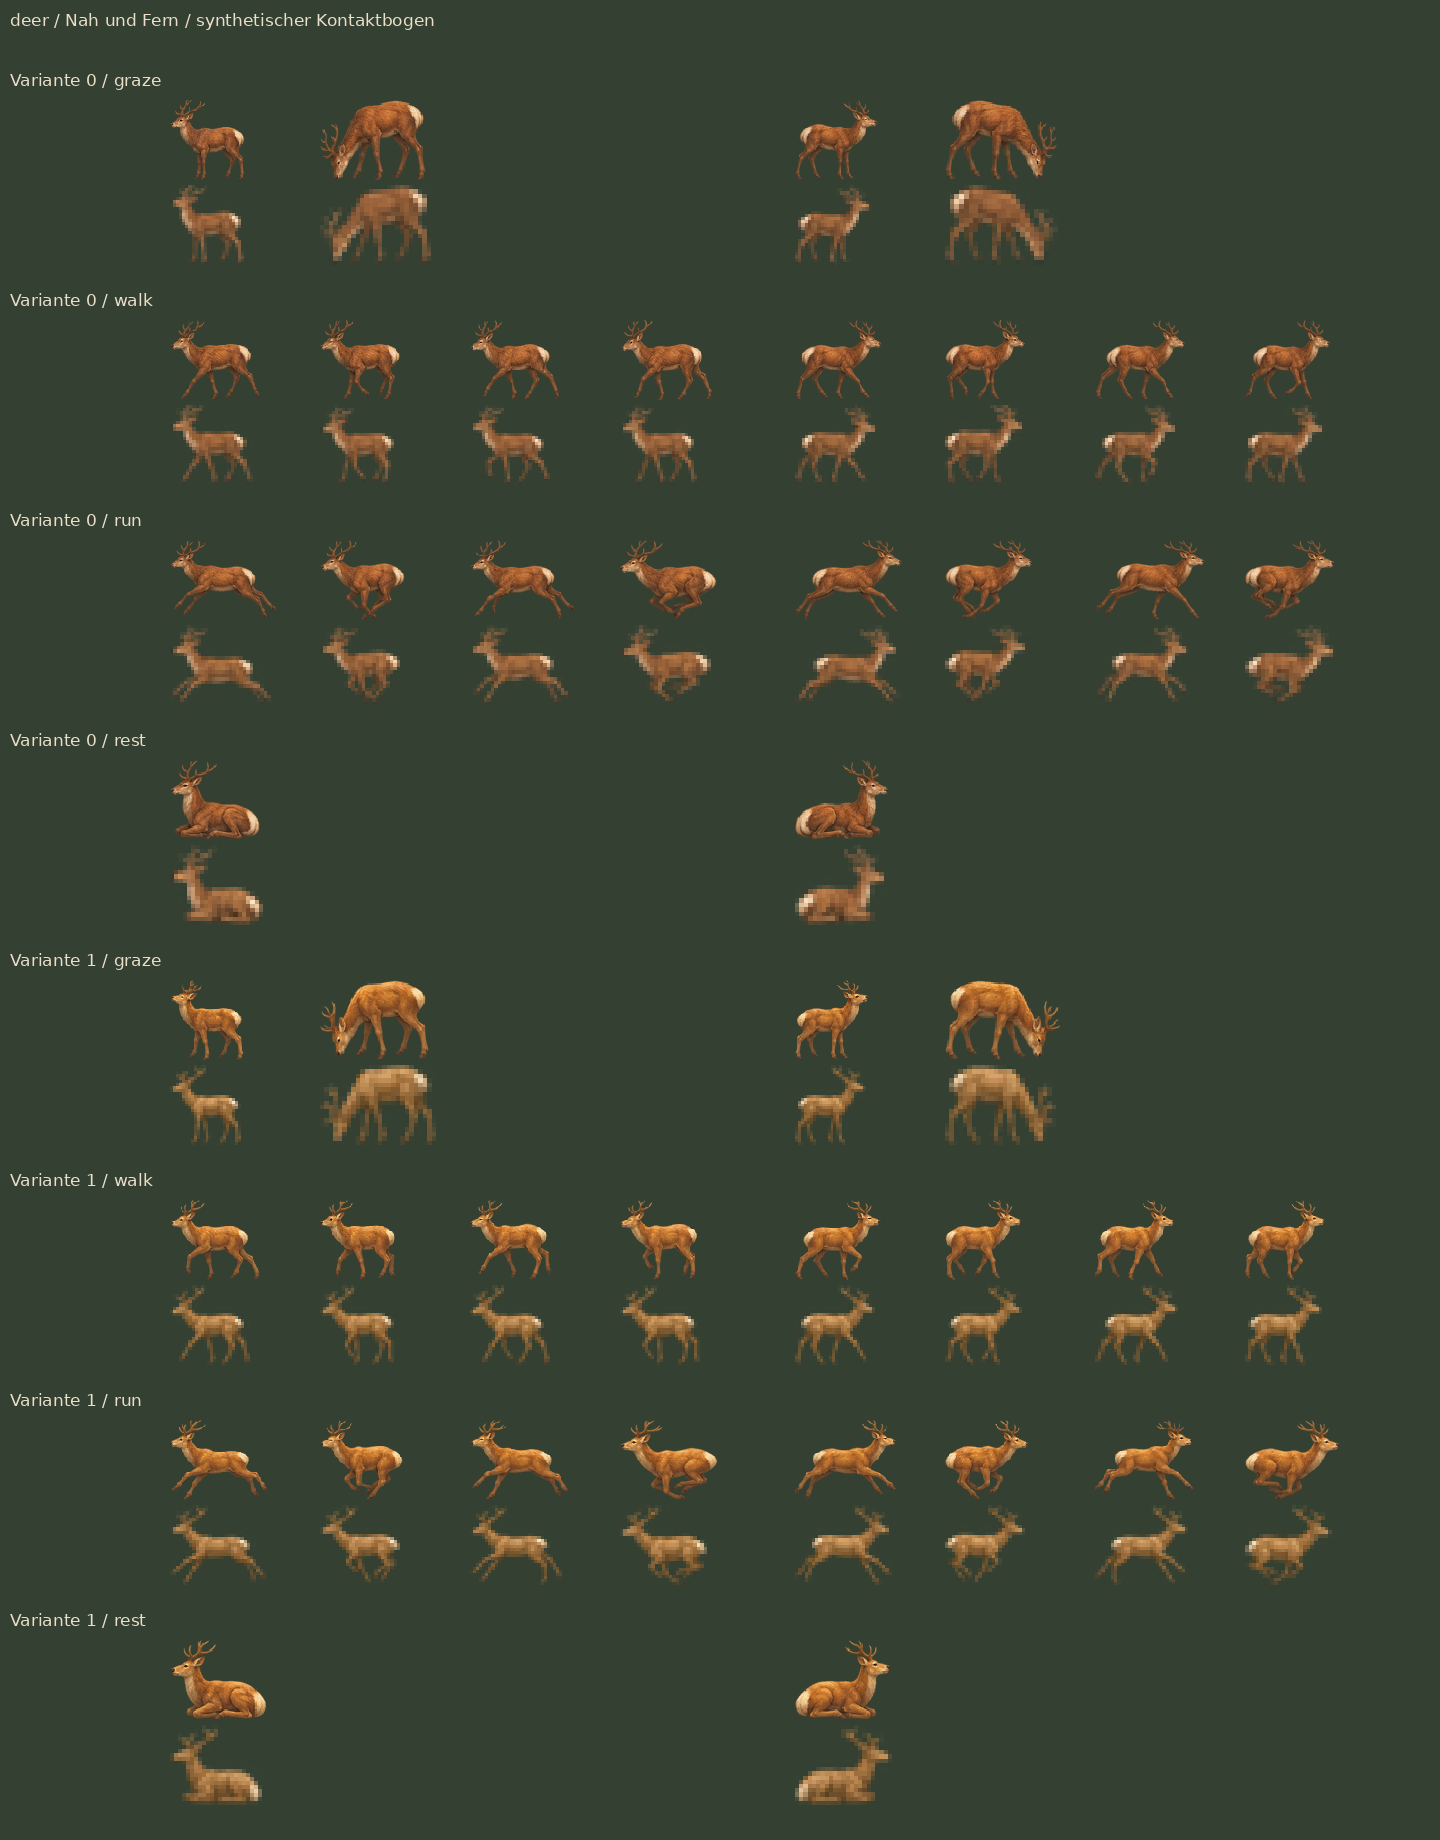 deer / Nah und Fern / synthetischer Kontaktbogen
Variante 0 / graze
Variante 0 / walk
Variante 0 / run
Variante 0 / rest
Variante 1 / graze
Variante 1 / walk
Variante 1 / run
Variante 1 / rest